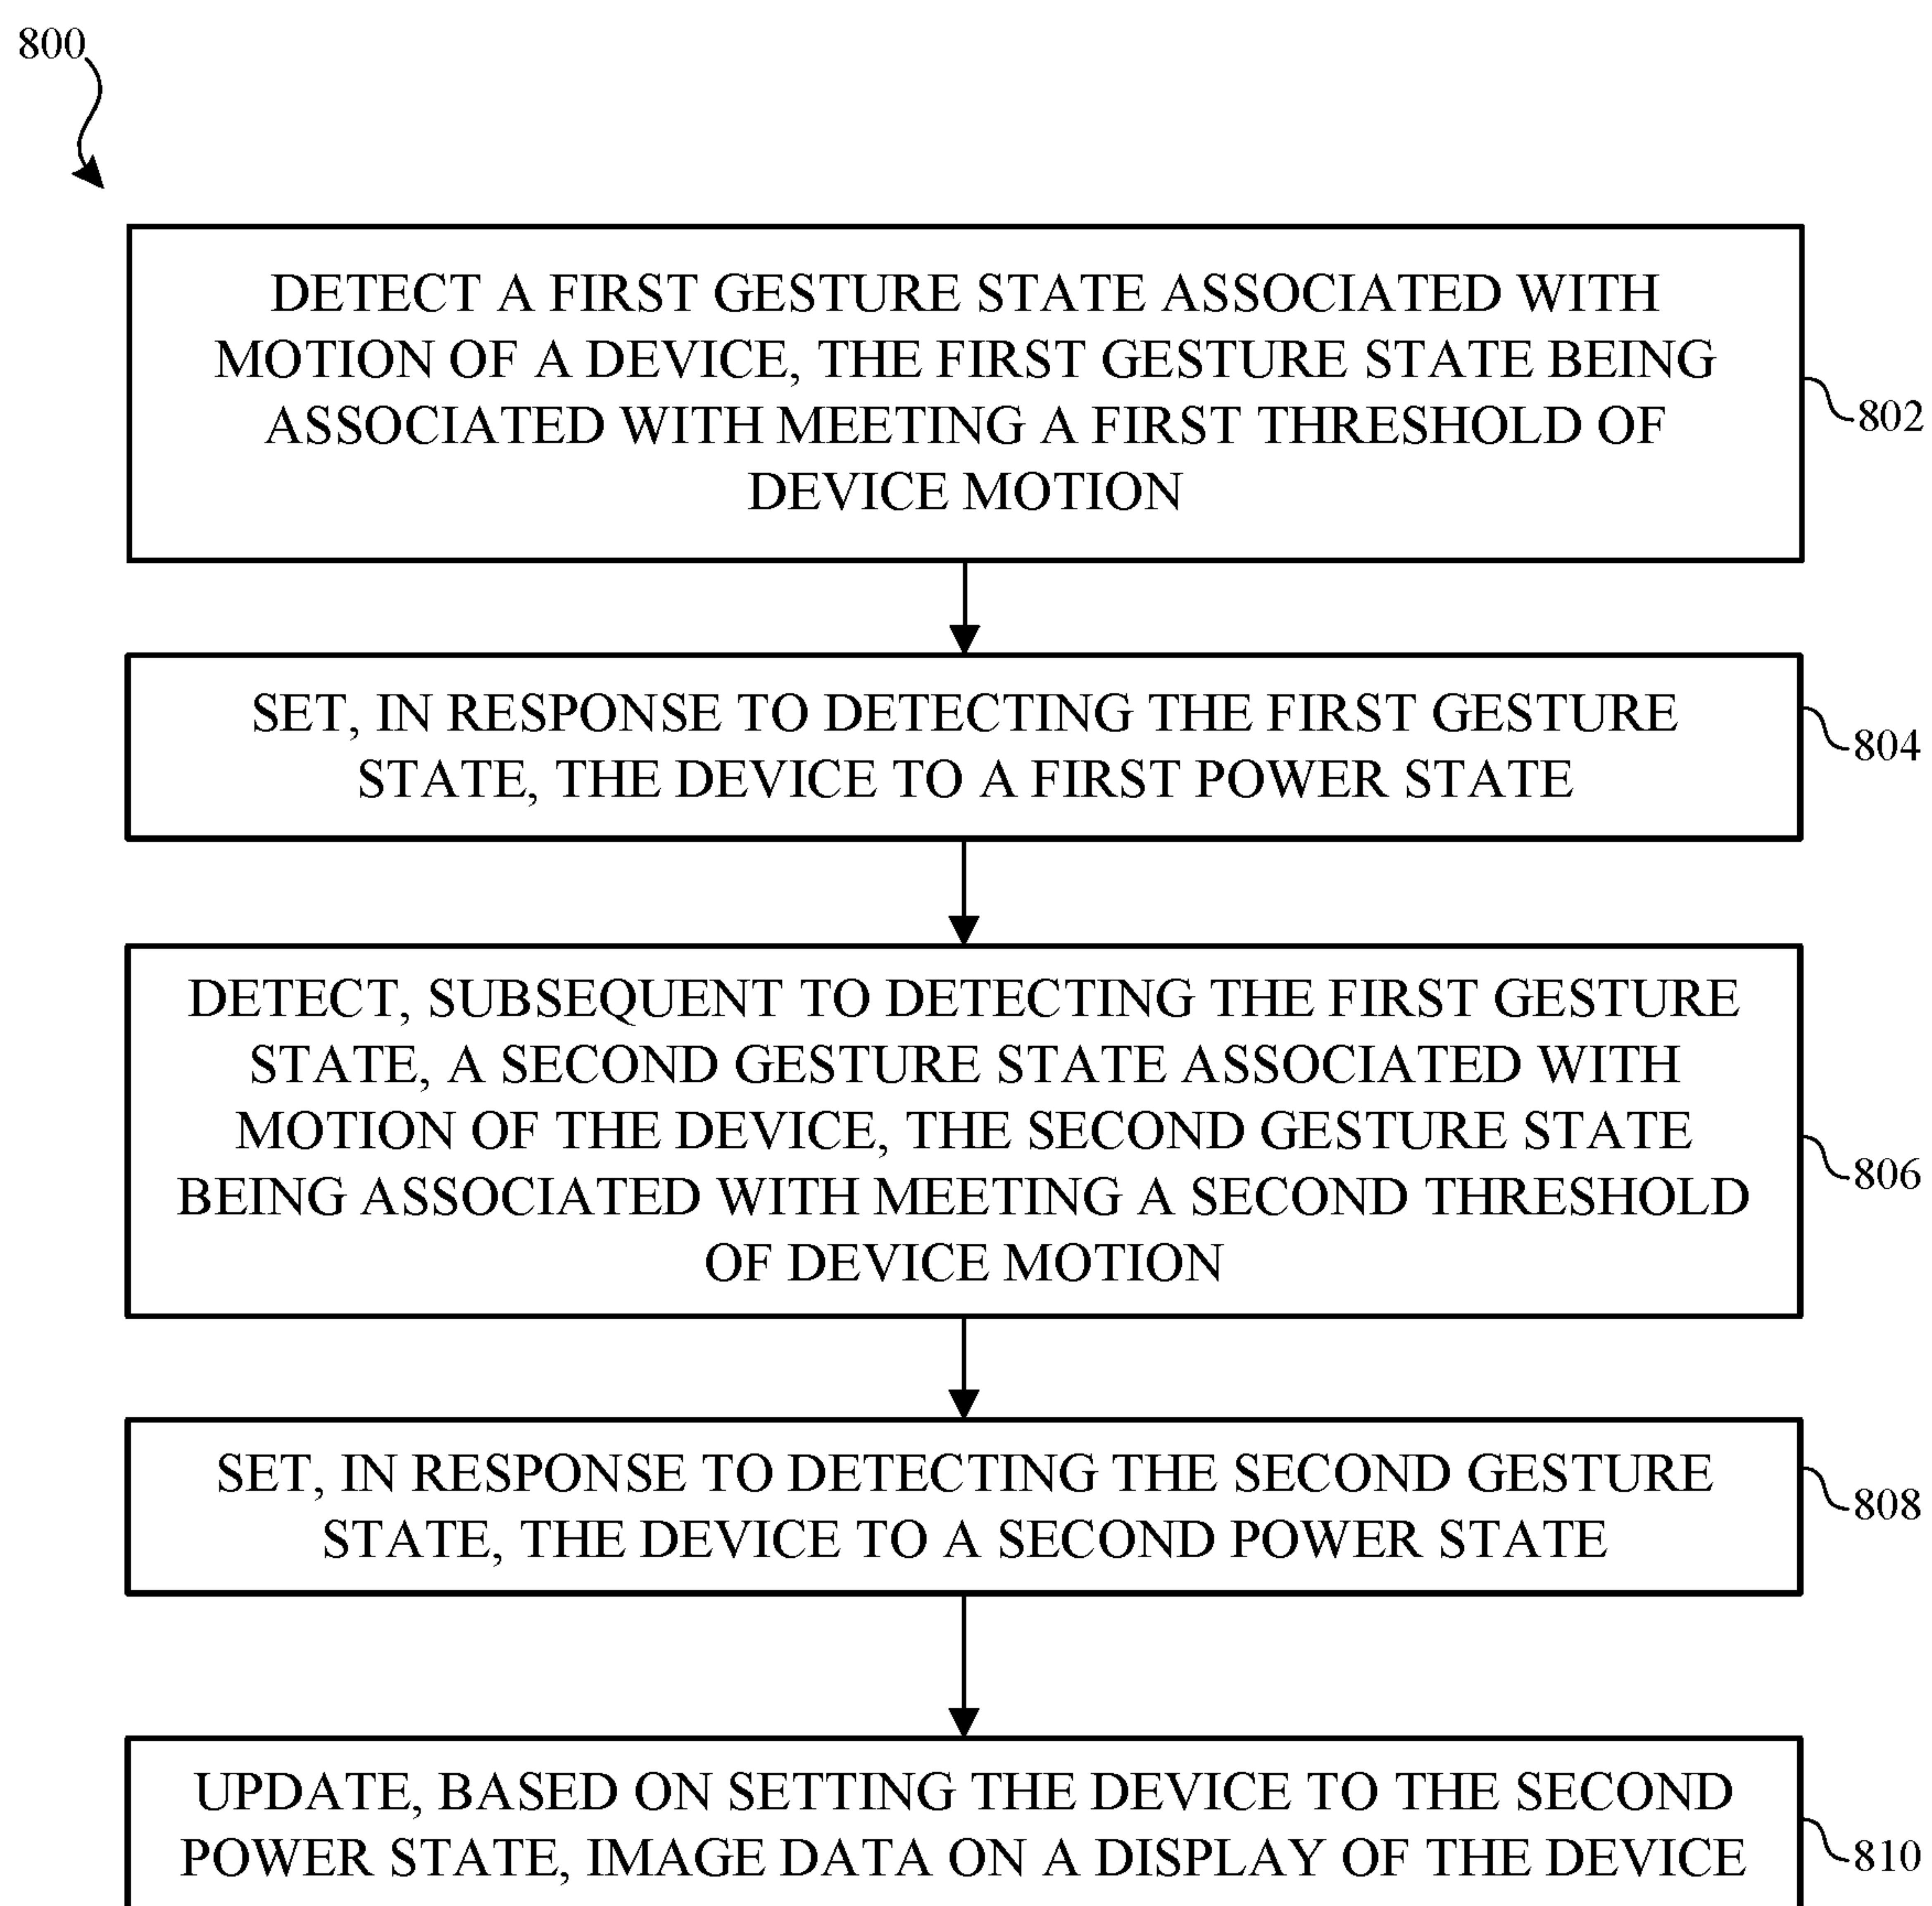 800
DETECT A FIRST GESTURE STATE ASSOCIATED WITH
MOTION OF A DEVICE, THE FIRST GESTURE STATE BEING
ASSOCIATED WITH MEETING A FIRST THRESHOLD OF
DEVICE MOTION
802
SET, IN RESPONSE TO DETECTING THE FIRST GESTURE
STATE, THE DEVICE TO A FIRST POWER STATE
804
DETECT, SUBSEQUENT TO DETECTING THE FIRST GESTURE
STATE, A SECOND GESTURE STATE ASSOCIATED WITH
MOTION OF THE DEVICE, THE SECOND GESTURE STATE
BEING ASSOCIATED WITH MEETING A SECOND THRESHOLD
OF DEVICE MOTION
806
SET, IN RESPONSE TO DETECTING THE SECOND GESTURE
STATE, THE DEVICE TO A SECOND POWER STATE
808
UPDATE, BASED ON SETTING THE DEVICE TO THE SECOND
POWER STATE, IMAGE DATA ON A DISPLAY OF THE DEVICE
810